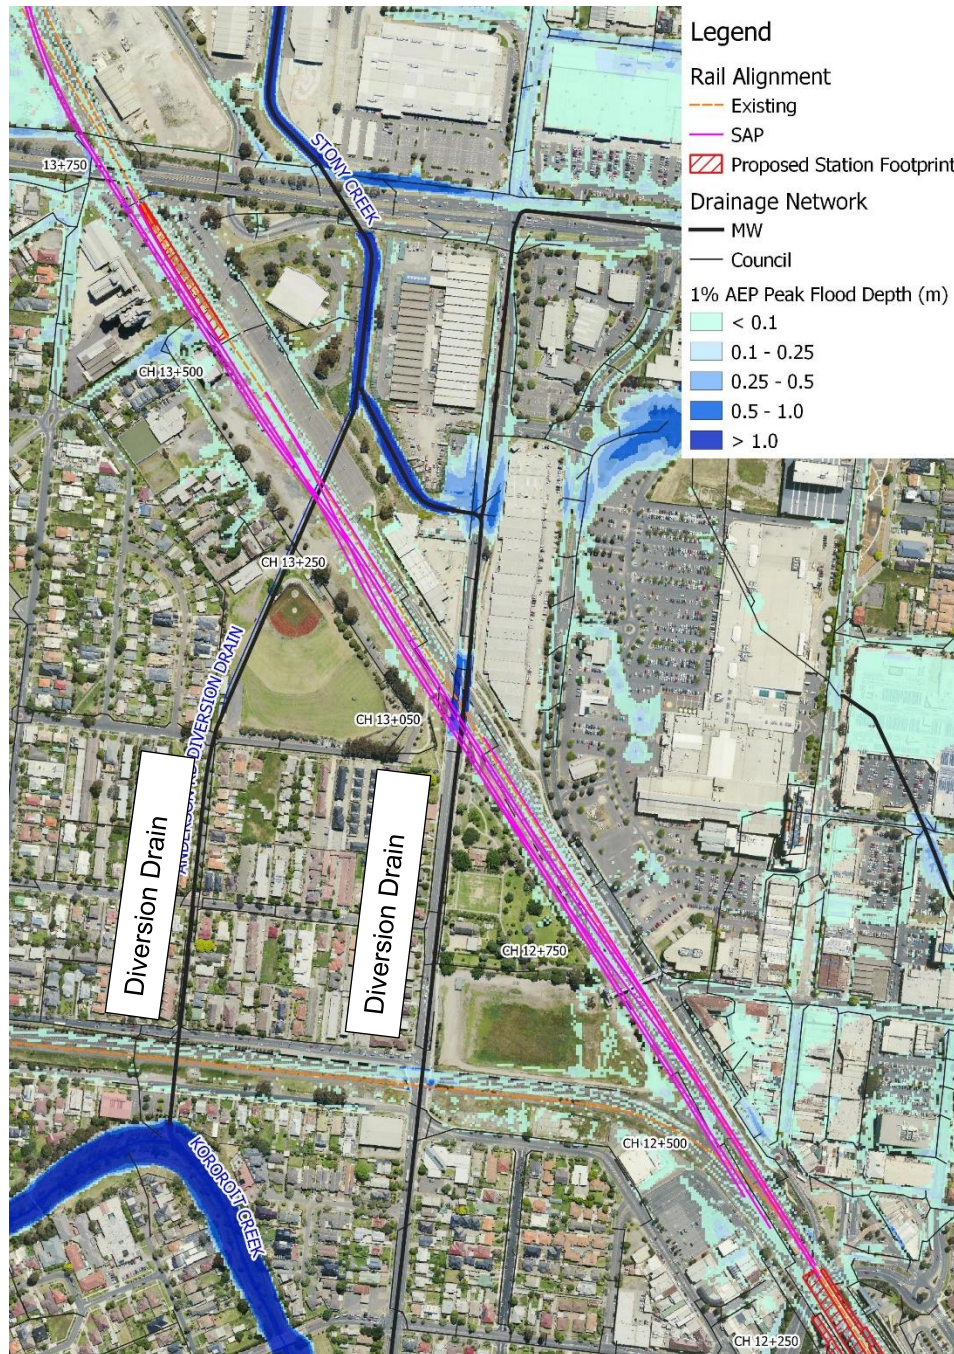 Legend
Rail Alignment
Existing
SAP
Proposed Station Footprint
Drainage Network
MW
Council
1% AEP Peak Flood Depth (m)
< 0.1
0.1 - 0.25
0.25 - 0.5
0.5 - 1.0
> 1.0
STONY CREEK
13+750
CH 13+500
CH 13+250
DIVERSION DRAIN
CH 13+050
Diversion Drain
Diversion Drain
CH 12+750
CH 12+500
KOROROIT CREEK
CH 12+250